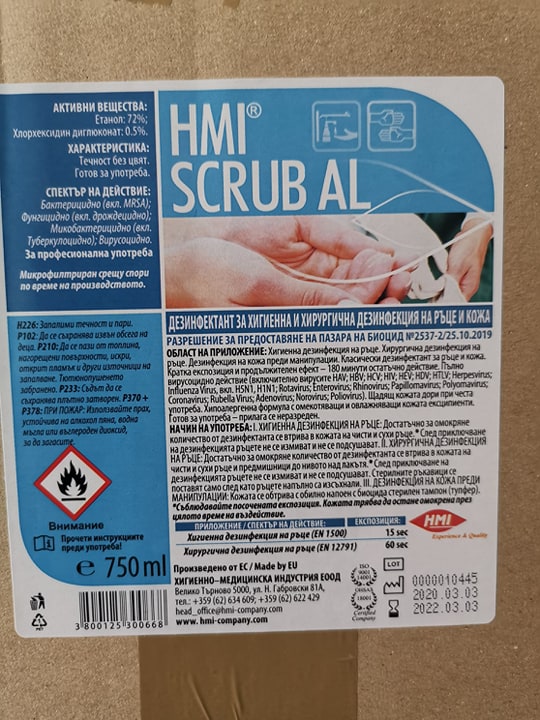 АКТИВНИ ВЕЩЕСТВА:
Етанол: 72%;
Хлорхексидин диглюконат: 0.5%.
ХАРАКТЕРИСТИКА:
Течност без цвят.
Готов за употреба.
СПЕКТЪР НА ДЕЙСТВИЕ:
Бактерицидно (вкл. MRSA);
Фунгицидно (вкл. дрождецидно);
Микобактерицидно (вкл.
Туберкулоцидно); Вирусоцидно.
За професионална употреба
Микрофилтриран срещу спори
по време на производството.
H226: Запалими течност и пари.
P102: Да се съхранява извън обсега на
деца. P210: Да се пази от топлина,
нагорещени повърхности, искри,
открит пламък и други източници на
запалване. Тютюнопушенето
забранено. P233: Съдът да се
съхранява плътно затворен. P370 +
P378: ПРИ ПОЖАР: Използвайте прах,
устойчива на алкохол пяна, водна
мъгла или въглероден диоксид,
за да загасите.
Внимание
Прочети инструкциите
преди употреба!
e 750 ml
PET
3 800125 300668
HMI®
SCRUB AL
ДЕЗИНФЕКТАНТ ЗА ХИГИЕННА И ХИРУРГИЧНА ДЕЗИНФЕКЦИЯ НА РЪЦЕ И КОЖА
РАЗРЕШЕНИЕ ЗА ПРЕДОСТАВЯНЕ НА ПАЗАРА НА БИОЦИД №2537-2/25.10.2019
ОБЛАСТ НА ПРИЛОЖЕНИЕ: Хигиенна дезинфекция на ръце. Хирургична дезинфекция на
ръце. Дезинфекция на кожа преди манипулации. Класически дезинфектант за ръце и кожа.
Кратка експозиция и продължителен ефект – 180 минути остатъчно действие. Пълно
вирусоцидно действие (включително вирусите HAV, HBV, HCV, HIV, HEV, HDV, HTLV; Herpesvirus;
Influenza Virus, вкл. H5N1, H1N1; Rotavirus; Enterovirus; Rhinovirus; Papillomavirus; Polyomavirus;
Coronavirus; Rubella Virus; Adenovirus; Norovirus; Poliovirus). Щадящ кожата дори при честа
употреба. Хипоалергенна формула с омекотяващи и овлажняващи кожата ексципиенти.
Готов за употреба – прилага се неразреден.
НАЧИН НА УПОТРЕБА: I. ХИГИЕННА ДЕЗИНФЕКЦИЯ НА РЪЦЕ: Достатъчно за омокряне
количество от дезинфектанта се втрива в кожата на чисти и сухи ръце.* След приключване
на дезинфекцията ръцете не се измиват и не се подсушават. II. ХИРУРГИЧНА ДЕЗИНФЕКЦИЯ
НА РЪЦЕ: Достатъчно за омокряне количество от дезинфектанта се втрива в кожата на
чисти и сухи ръце и предмишници до нивото над лакътя.* След приключване на
дезинфекцията ръцете не се измиват и не се подсушават. Стерилните ръкавици се
поставят само след като ръцете напълно са изсъхнали. III. ДЕЗИНФЕКЦИЯ НА КОЖА ПРЕДИ
МАНИПУЛАЦИИ: Кожата се обтрива с обилно напоен с биоцида стерилен тампон (тупфер).
*Съблюдавайте посочената експозиция. Кожата трябва да остане омокрена през
цялото време на въздействие.
ПРИЛОЖЕНИЕ / СПЕКТЪР НА ДЕЙСТВИЕ: ЕКСПОЗИЦИЯ:
Хигиенна дезинфекция на ръце (EN 1500) 15 sec
Хирургична дезинфекция на ръце (EN 12791) 60 sec
HMI
Experience & Quality
Произведено от ЕС / Made by EU
ХИГИЕННО–МЕДИЦИНСКА ИНДУСТРИЯ ЕООД
Велико Търново 5000, ул. Н. Габровски 81А,
тел.: +359 (62) 634 609; +359 (62) 622 429
head_office@hmi-company.com
www.hmi-company.com
ISO
9001
14001
OHSAS
18001
Certified
Company
LOT
0000010445
2020.03.03
2022.03.03